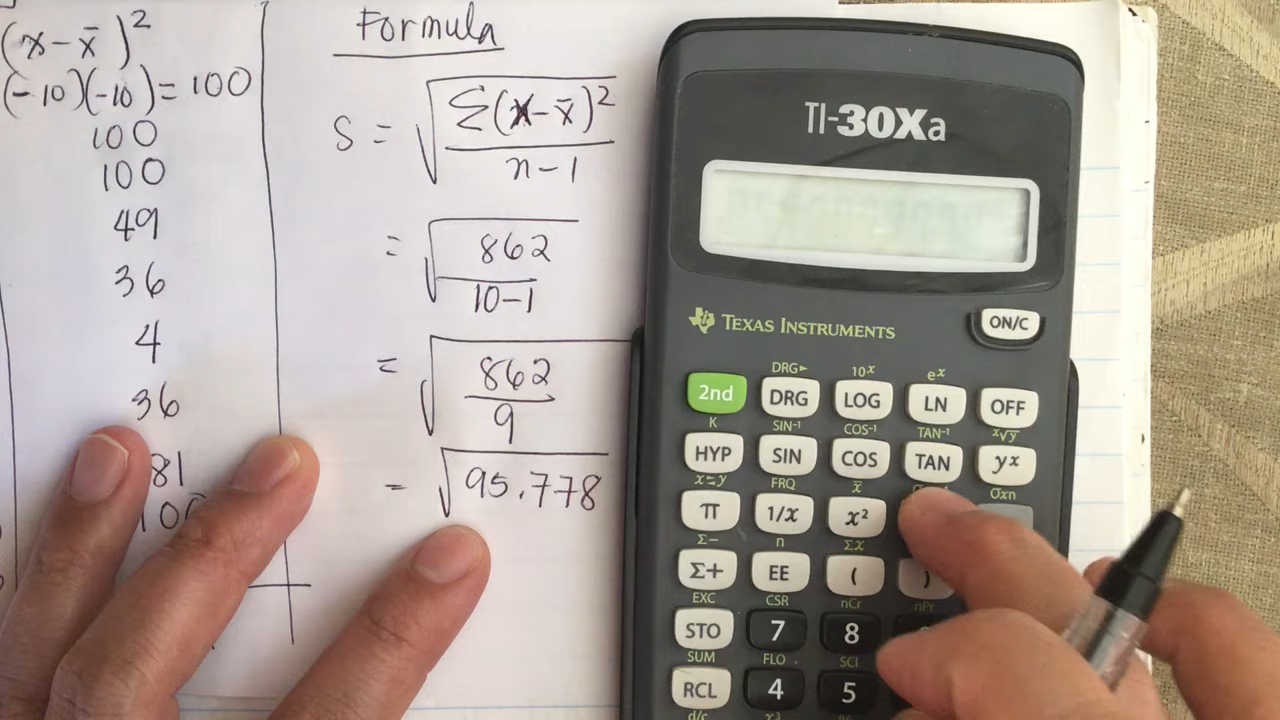 (x-x̄)²
(-10)(-10)=100
100
100
49
36
4
36
81
100
Formula
S = √(Σ(x-x̄)²/(n-1))
= √(862/(10-1))
= √(862/9)
= √95.778
TI-30Xa
TEXAS INSTRUMENTS
ON/C
DRG► 10ˣ eˣ
2nd DRG LOG LN OFF
K SIN⁻¹ COS⁻¹ TAN⁻¹ ˣ√y
HYP SIN COS TAN yˣ
x⇆y FRQ x̄ σxn
π 1/x x²
Σ- n Σx
Σ+ EE ( )
EXC CSR nCr nPr
STO 7 8
SUM FLO SCI
RCL 4 5
d/c x³